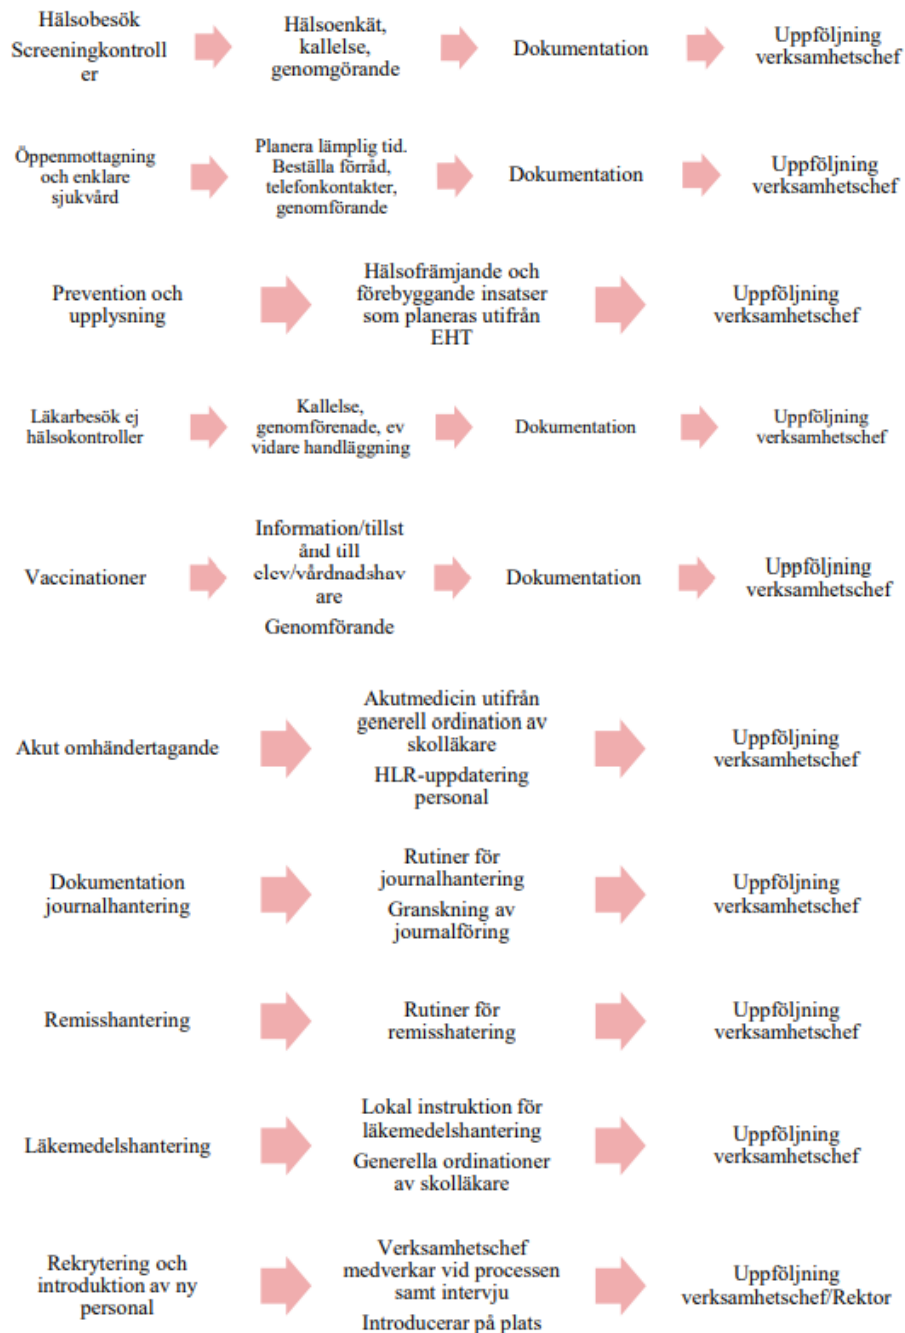 Hälsobesök
Screeningkontroll
er
Hälsoenkät,
kallelse,
genomgörande
Dokumentation
Uppföljning
verksamhetschef
Öppenmottagning
och enklare
sjukvård
Planera lämplig tid.
Beställa förråd,
telefonkontakter,
genomförande
Dokumentation
Uppföljning
verksamhetschef
Prevention och
upplysning
Hälsofrämjande och
förebyggande insatser
som planeras utifrån
EHT
Uppföljning
verksamhetschef
Läkarbesök ej
hälsokontroller
Kallelse,
genomförenade, ev
vidare handläggning
Dokumentation
Uppföljning
verksamhetschef
Vaccinationer
Information/tillst
ånd till
elev/vårdnadshav
are
Genomförande
Dokumentation
Uppföljning
verksamhetschef
Akut omhändertagande
Akutmedicin utifrån
generell ordination av
skolläkare
HLR-uppdatering
personal
Uppföljning
verksamhetschef
Dokumentation
journalhantering
Rutiner för
journalhantering
Granskning av
journalföring
Uppföljning
verksamhetschef
Remisshantering
Rutiner för
remisshatering
Uppföljning
verksamhetschef
Läkemedelshantering
Lokal instruktion för
läkemedelshantering
Generella ordinationer
av skolläkare
Uppföljning
verksamhetschef
Rekrytering och
introduktion av ny
personal
Verksamhetschef
medverkar vid processen
samt intervju
Introducerar på plats
Uppföljning
verksamhetschef/Rektor